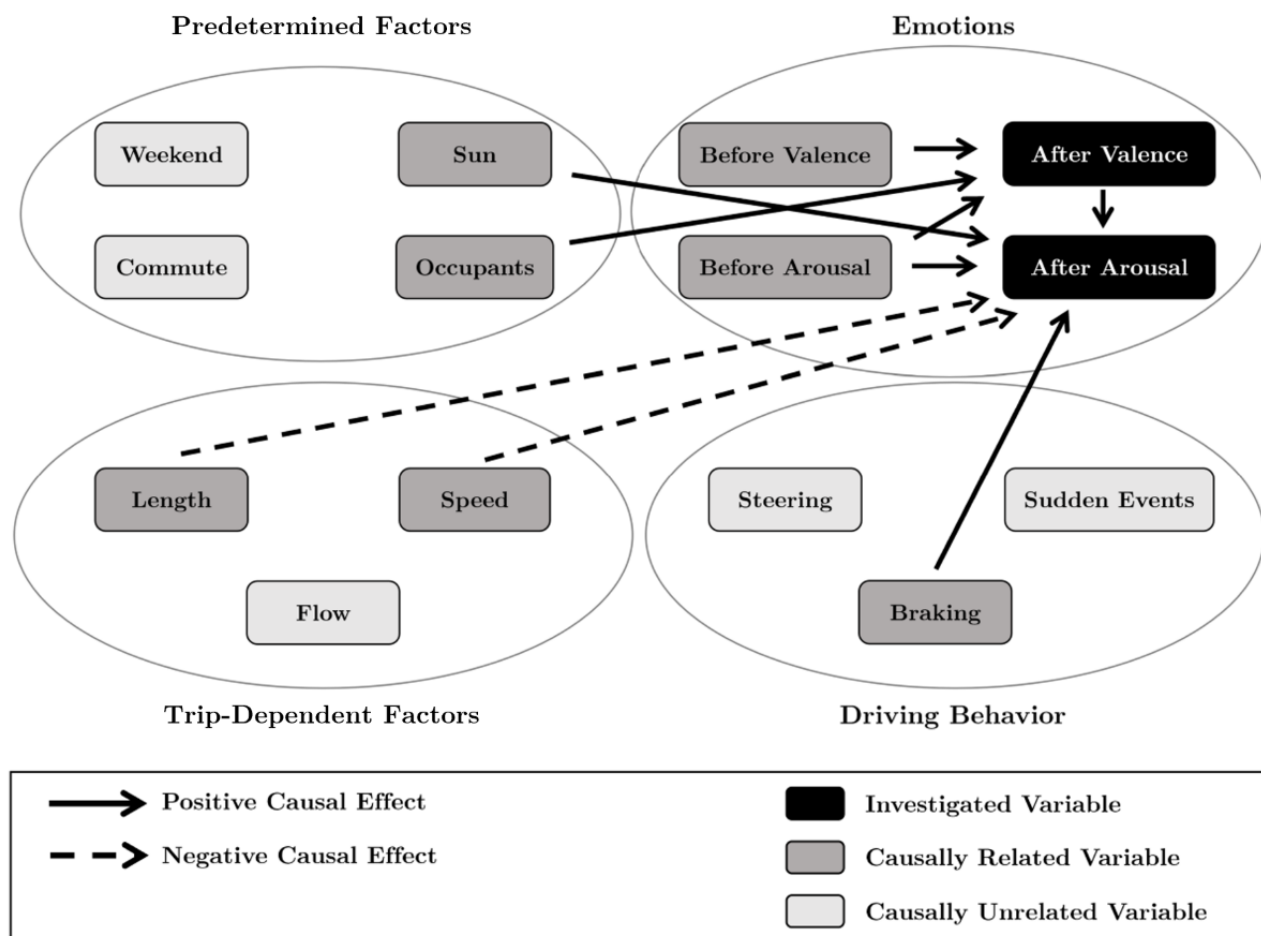 Predetermined Factors
Emotions
Weekend
Sun
Before Valence
After Valence
Commute
Occupants
Before Arousal
After Arousal
Length
Speed
Steering
Sudden Events
Flow
Braking
Trip-Dependent Factors
Driving Behavior
Positive Causal Effect
Negative Causal Effect
Investigated Variable
Causally Related Variable
Causally Unrelated Variable